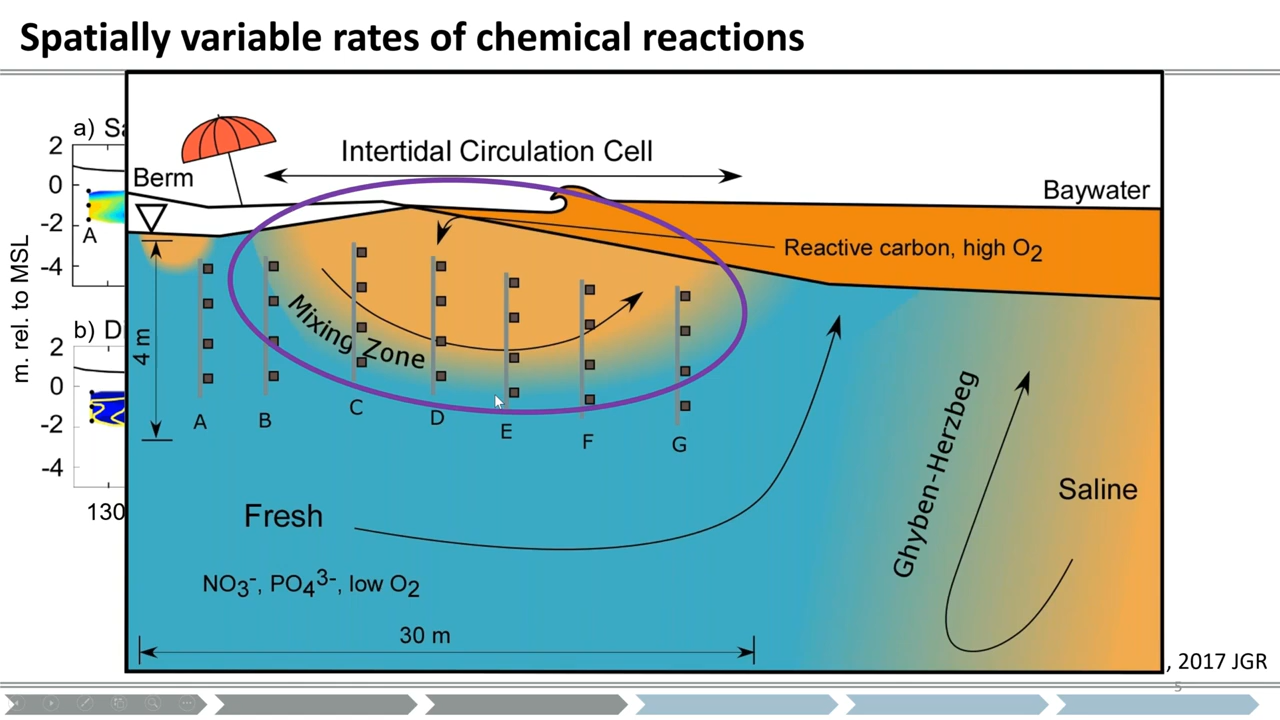 Spatially variable rates of chemical reactions
a) Sa
2
0
-2
-4
A
m. rel. to MSL
b) D
2
0
-2
-4
130
Berm
Intertidal Circulation Cell
Baywater
Reactive carbon, high O2
Mixing Zone
4 m
A
B
C
D
E
F
G
Fresh
NO3-, PO43-, low O2
Ghyben-Herzbeg
Saline
30 m
, 2017 JGR
5